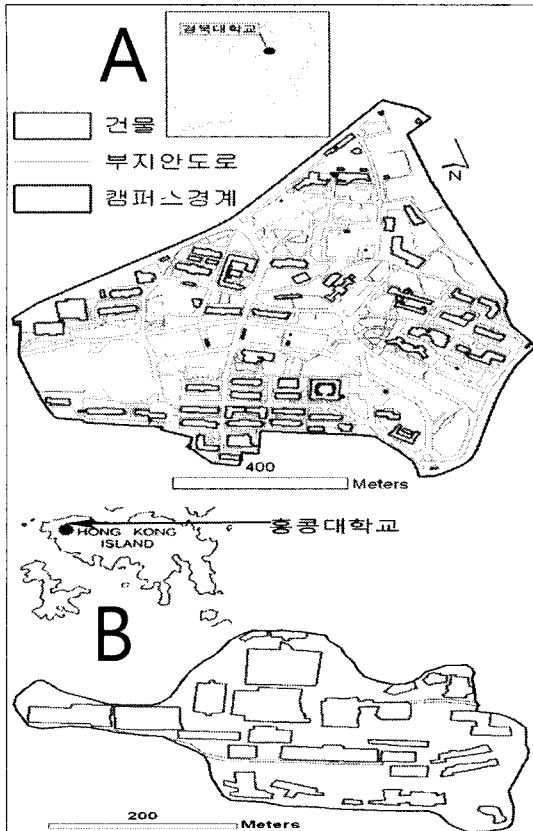 A
경북대학교
건물
부지안도로
캠퍼스경계
N
400
Meters
홍콩대학교
HONG KONG
ISLAND
B
200
Meters